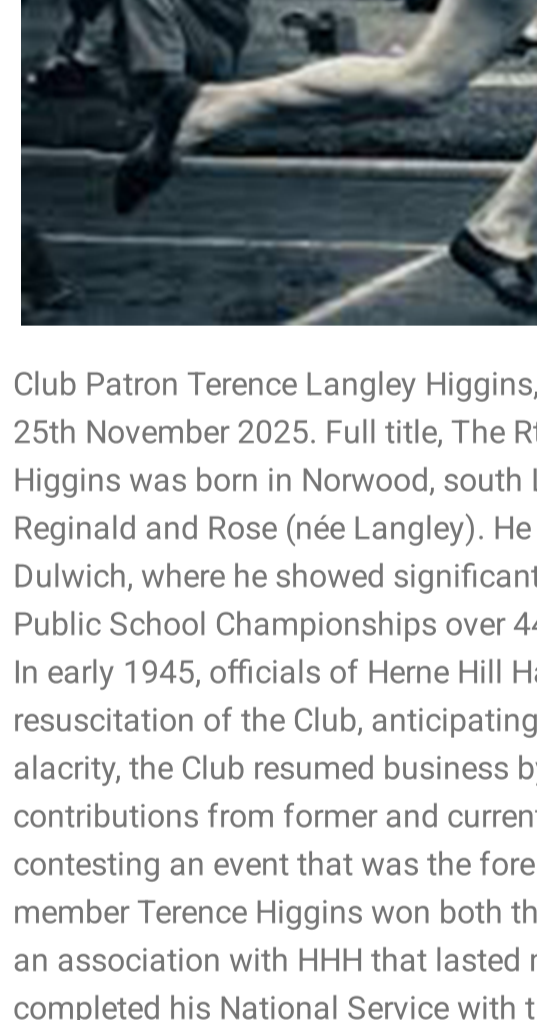 Club Patron Terence Langley Higgins,
25th November 2025. Full title, The
Higgins was born in Norwood, south
Reginald and Rose (née Langley). He
Dulwich, where he showed significant
Public School Championships over
In early 1945, officials of Herne Hill
resuscitation of the Club, anticipating
alacrity, the Club resumed business
contributions from former and current
contesting an event that was the
member Terence Higgins won both
an association with HHH that lasted
completed his National Service with